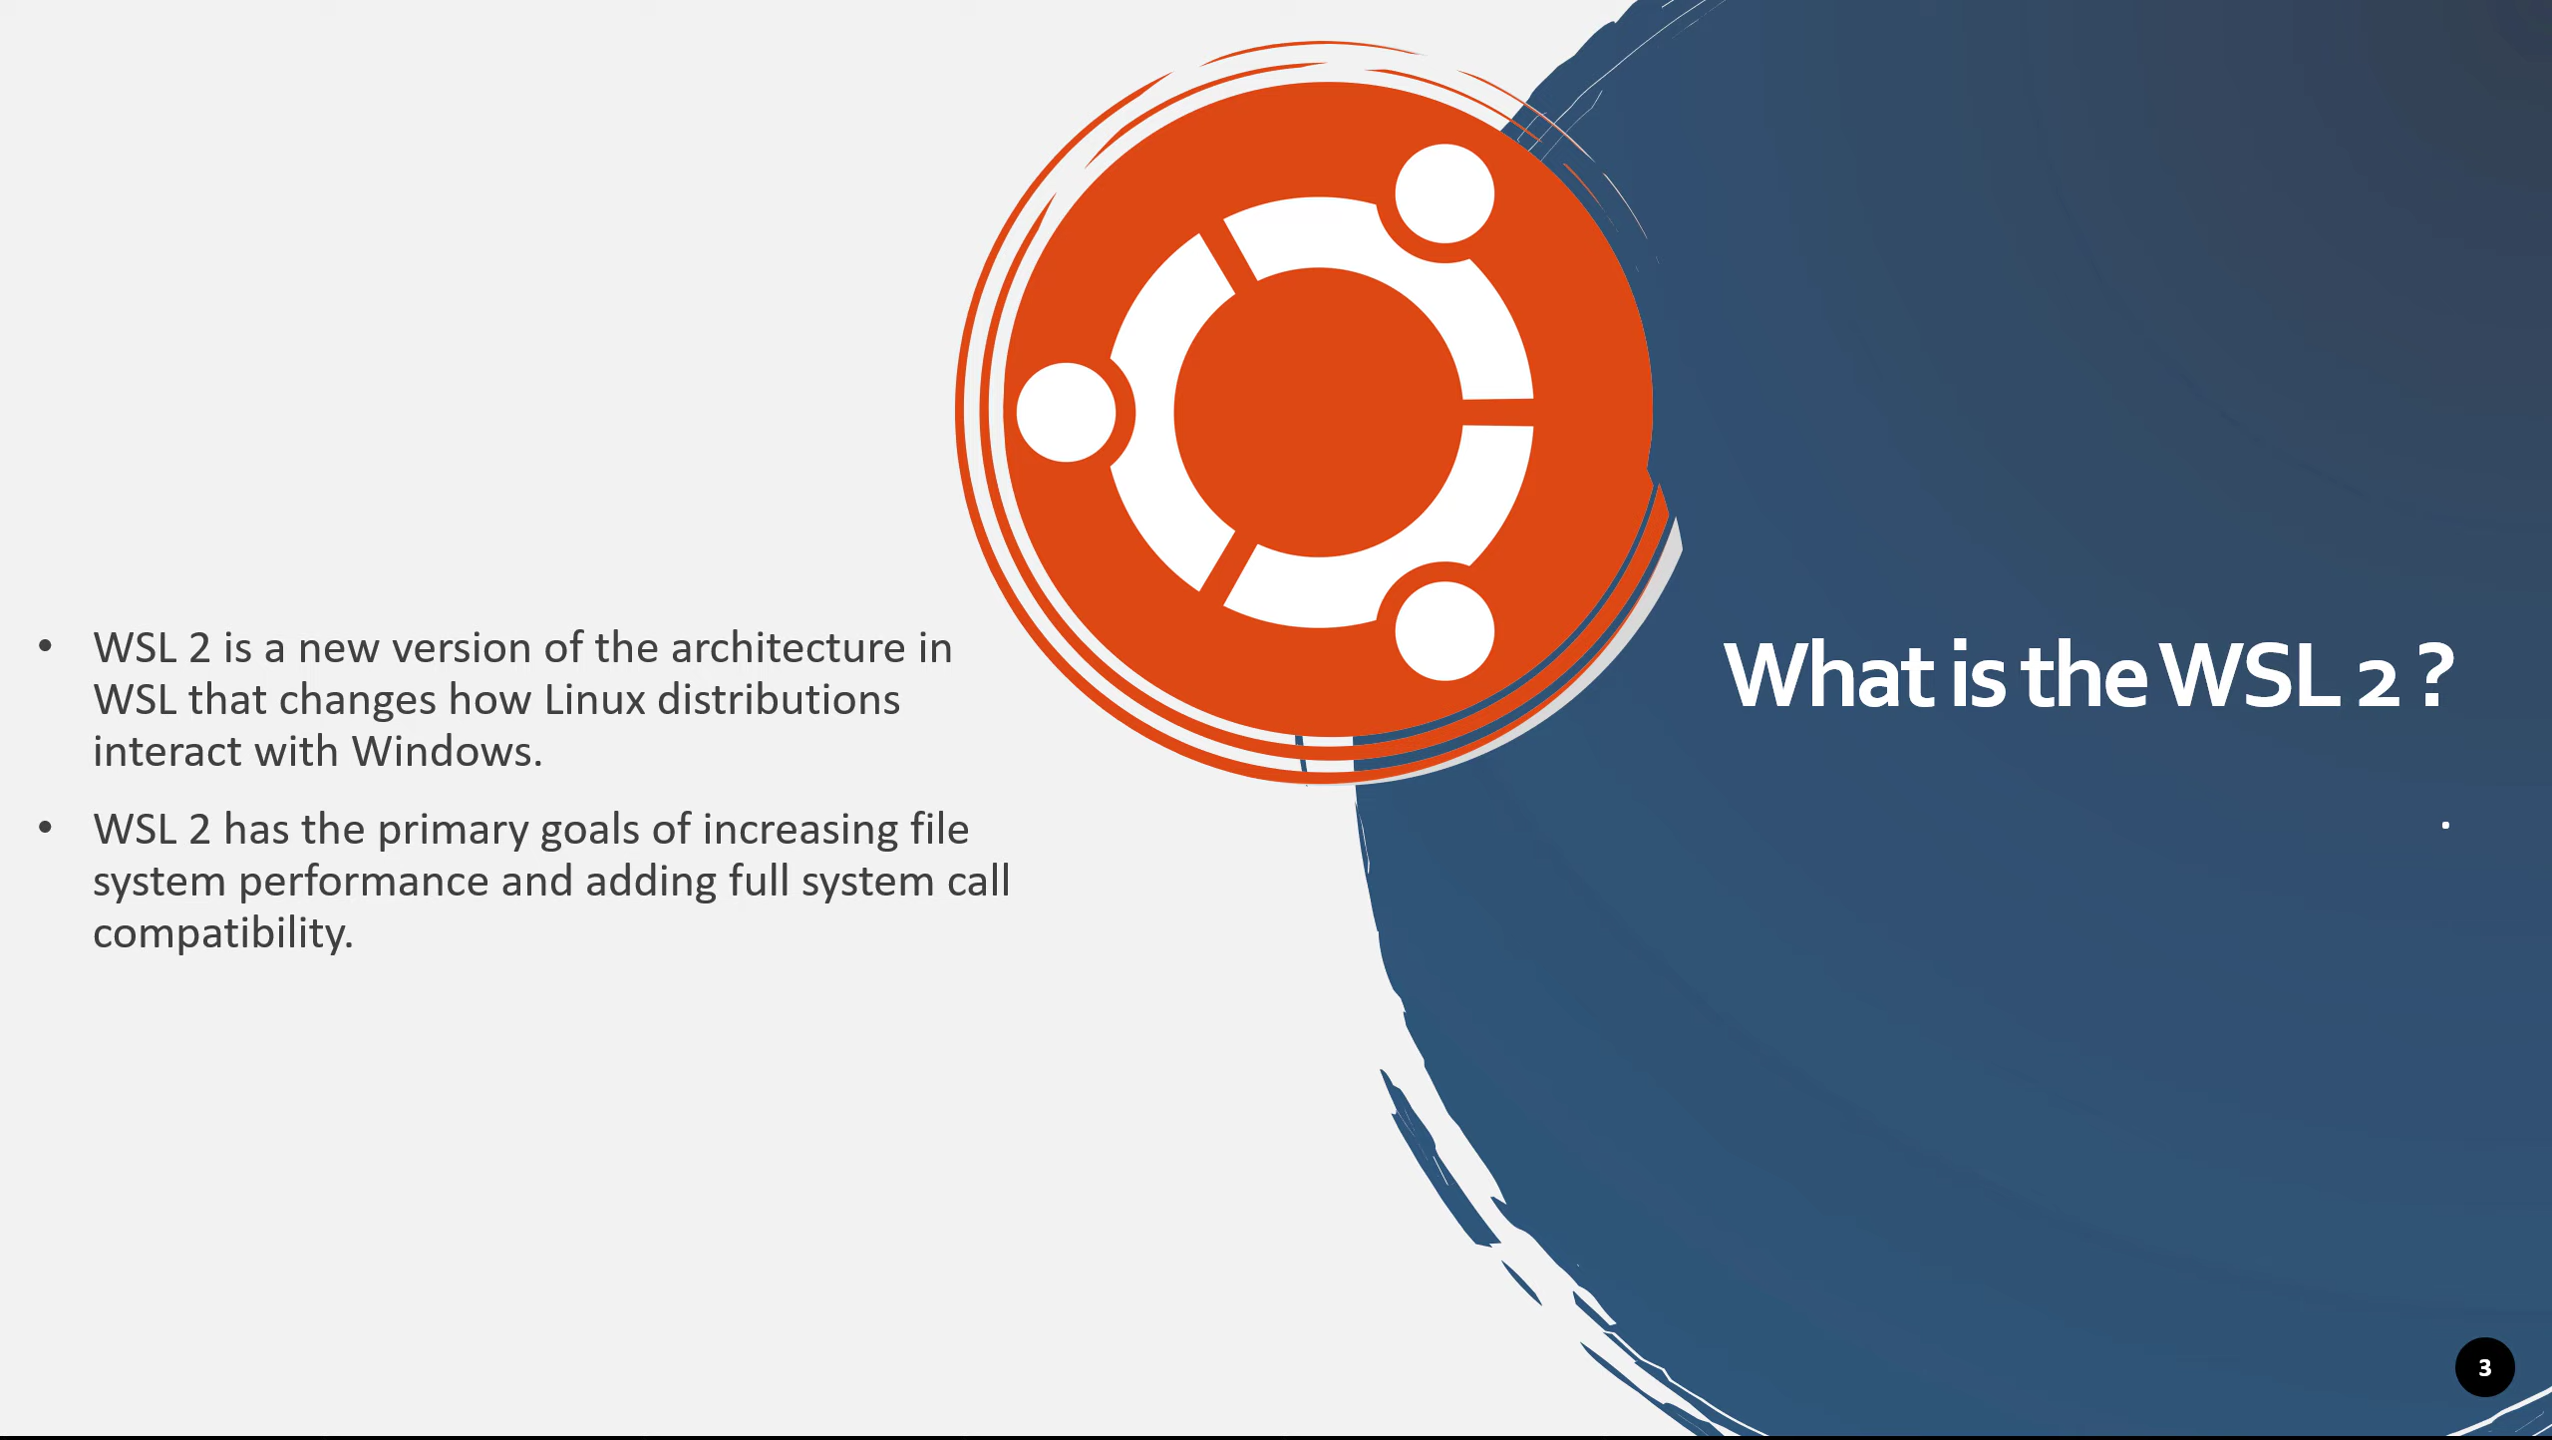 • WSL 2 is a new version of the architecture in
WSL that changes how Linux distributions
interact with Windows.
• WSL 2 has the primary goals of increasing file
system performance and adding full system call
compatibility.
What is the WSL 2 ?
.
3